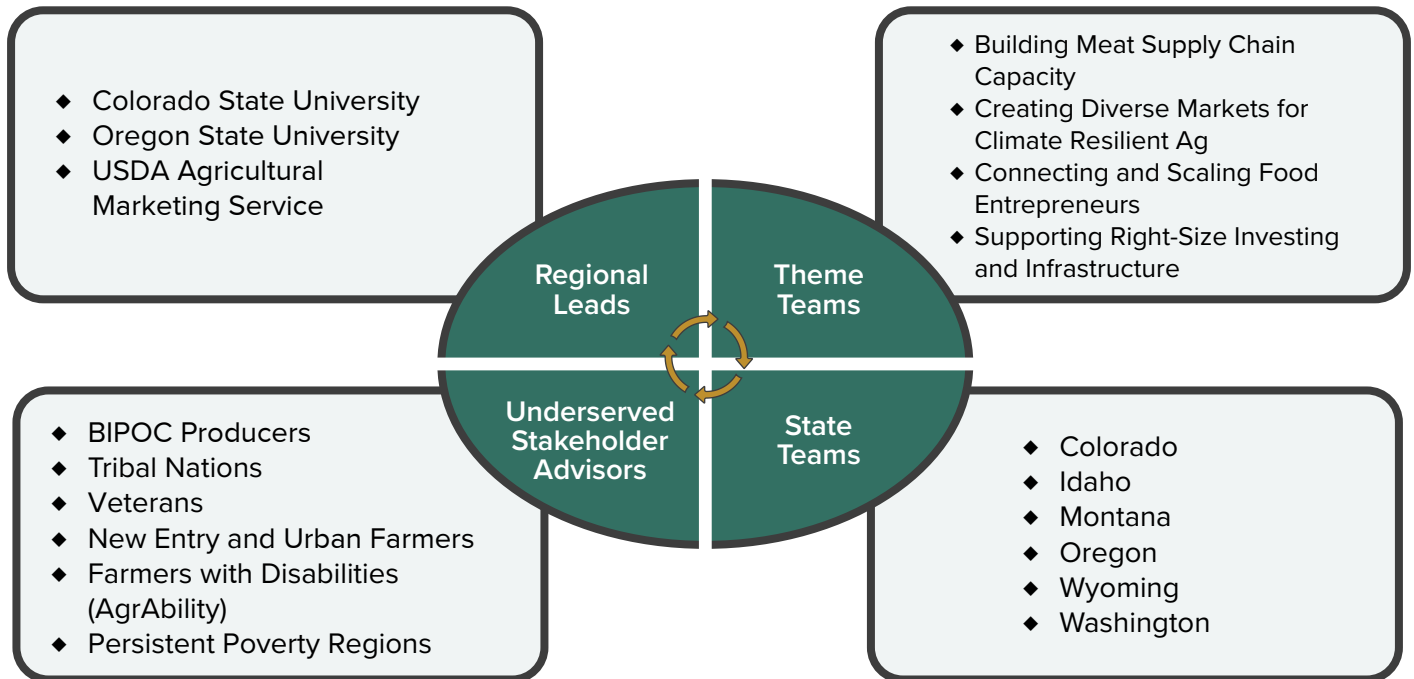 ◆ Colorado State University
◆ Oregon State University
◆ USDA Agricultural
Marketing Service
◆ Building Meat Supply Chain
Capacity
◆ Creating Diverse Markets for
Climate Resilient Ag
◆ Connecting and Scaling Food
Entrepreneurs
◆ Supporting Right-Size Investing
and Infrastructure
Regional
Leads
Theme
Teams
Underserved
Stakeholder
Advisors
State
Teams
◆ BIPOC Producers
◆ Tribal Nations
◆ Veterans
◆ New Entry and Urban Farmers
◆ Farmers with Disabilities
(AgrAbility)
◆ Persistent Poverty Regions
◆ Colorado
◆ Idaho
◆ Montana
◆ Oregon
◆ Wyoming
◆ Washington